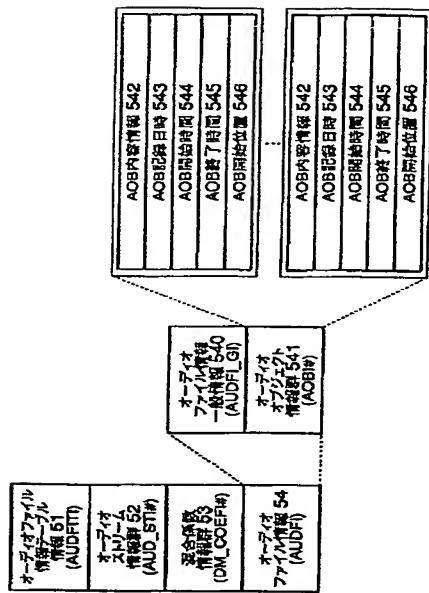 オーディオファイル
情報テーブル
情報 51
(AUDFITI)
オーディオ
ストリーム
情報群 52
(AUD_STI#)
混合係数
情報群 53
(DM_COEFI#)
オーディオ
ファイル情報 54
(AUDFI)
オーディオ
ファイル情報
一般情報 540
(AUDFI_GI)
オーディオ
オブジェクト
情報群 541
(AOBI#)
AOB内容情報 542
AOB記録日時 543
AOB開始時間 544
AOB終了時間 545
AOB開始位置 546
AOB内容情報 542
AOB記録日時 543
AOB開始時間 544
AOB終了時間 545
AOB開始位置 546